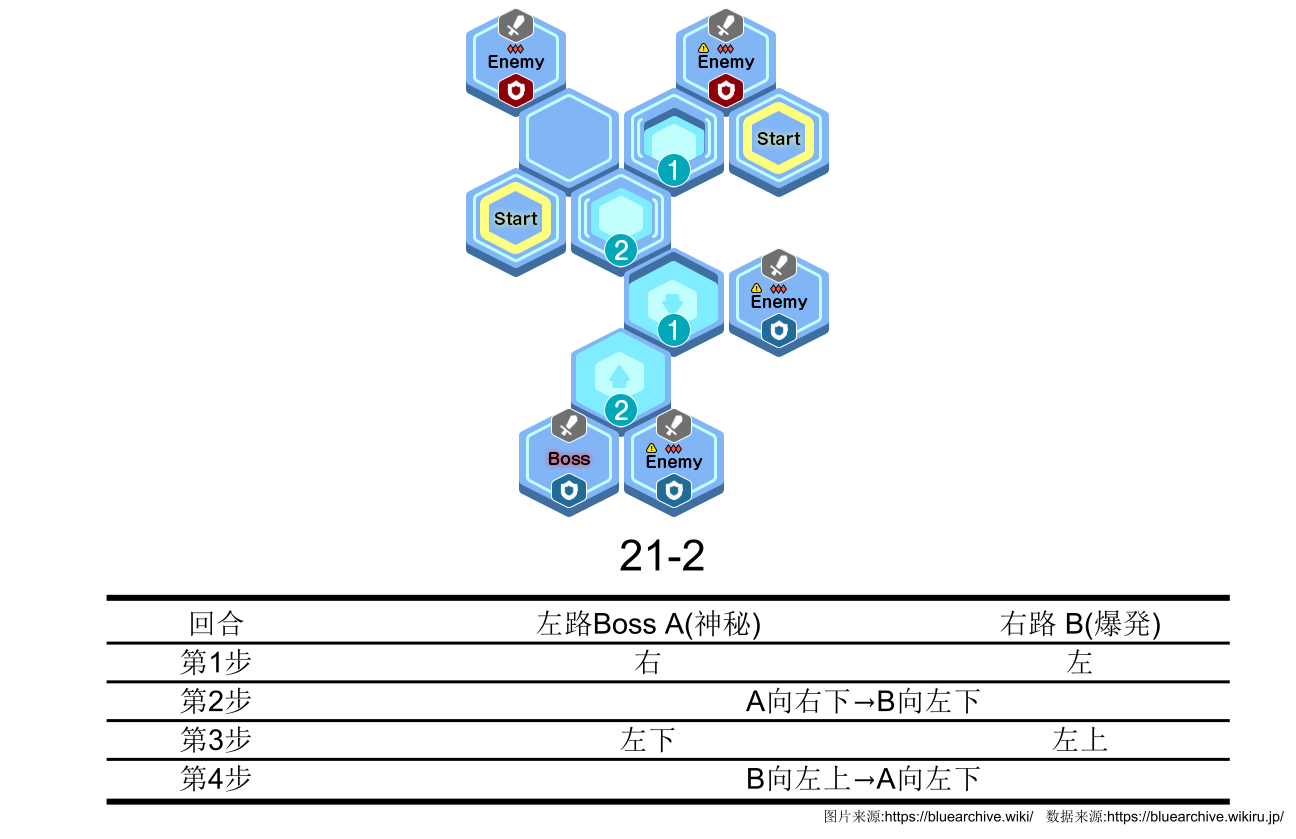 Enemy Enemy
1 Start
Start 2
1 Enemy
2
Boss Enemy
21-2
回合 左路Boss A(神秘) 右路 B(爆発)
第1步 右 左
第2步 A向右下→B向左下
第3步 左下 左上
第4步 B向左上→A向左下
图片来源:https://bluearchive.wiki/ 数据来源:https://bluearchive.wikiru.jp/